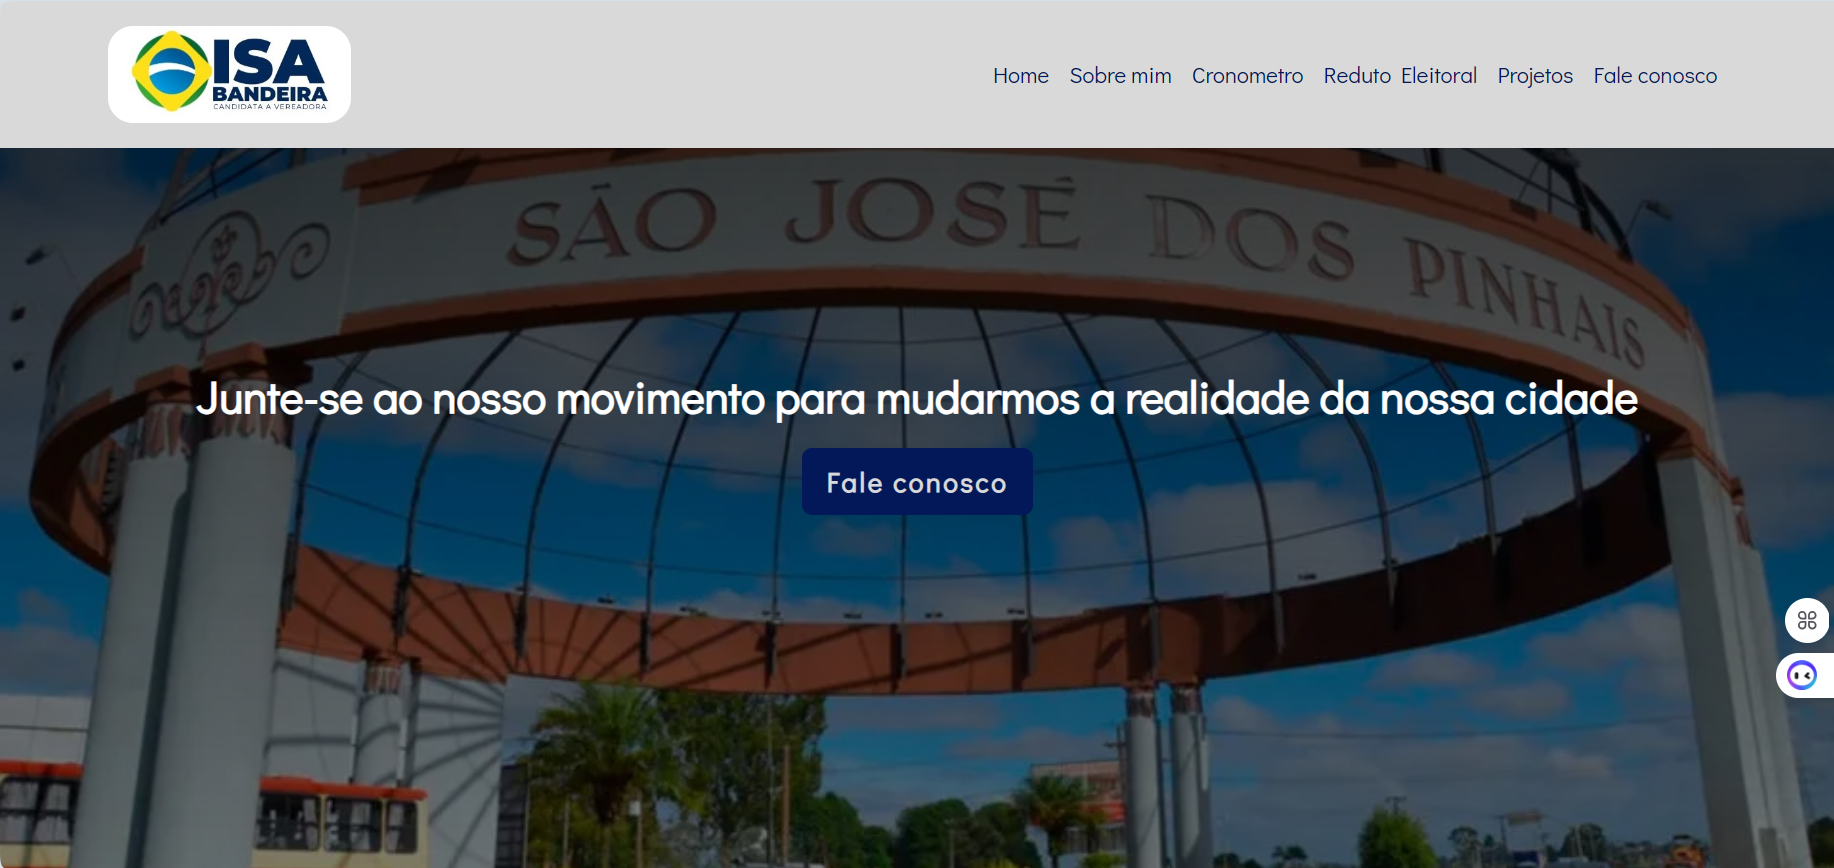 ISA
BANDEIRA
CANDIDATA A VEREADORA
Home Sobre mim Cronometro Reduto Eleitoral Projetos Fale conosco
SÃO JOSÉ DOS PINHAIS
Junte-se ao nosso movimento para mudarmos a realidade da nossa cidade
Fale conosco